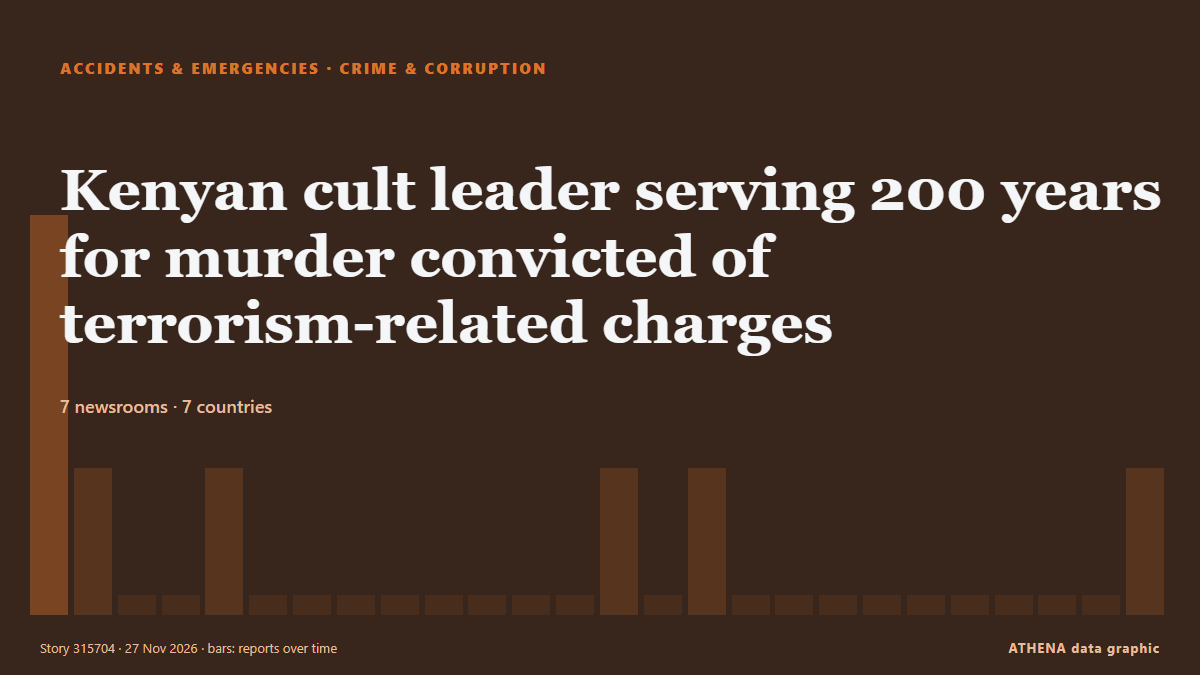 ACCIDENTS & EMERGENCIES · CRIME & CORRUPTION
Kenyan cult leader serving 200 years
for murder convicted of
terrorism-related charges
7 newsrooms · 7 countries
Story 315704 · 27 Nov 2026 · bars: reports over time
ATHENA data graphic